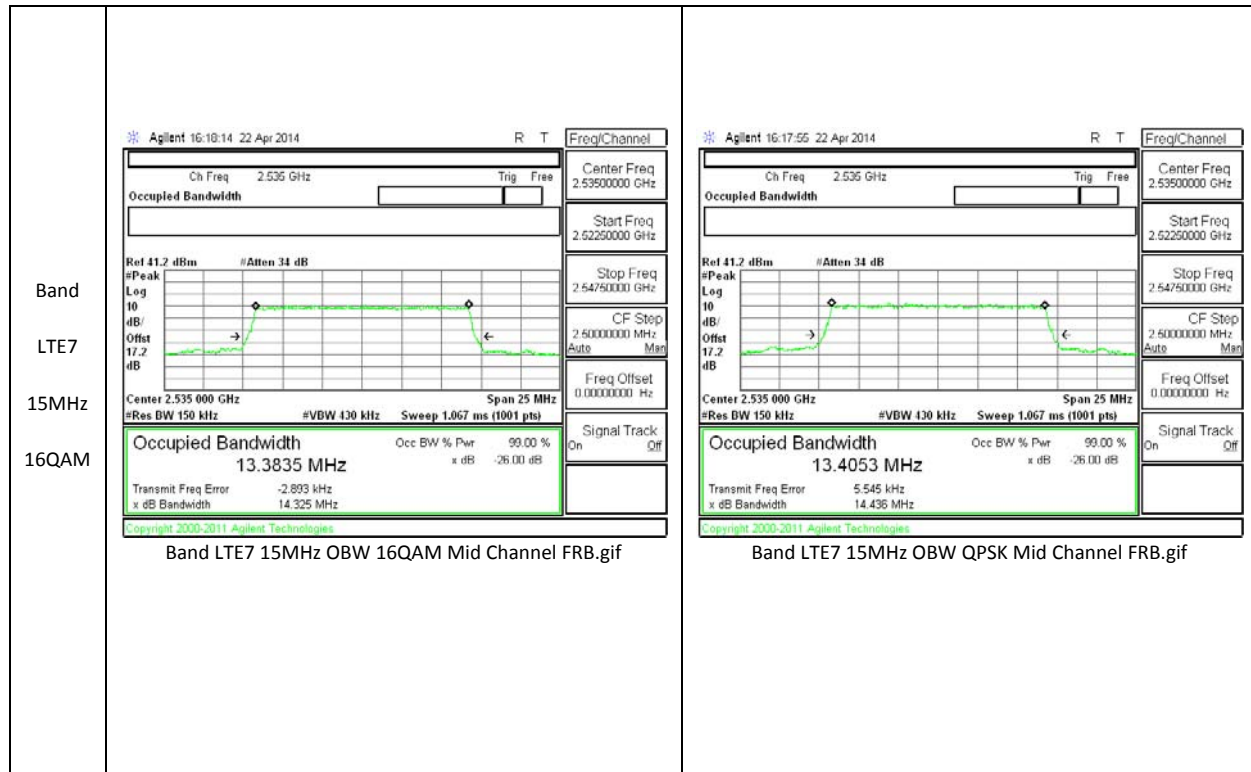 Band
LTE7
15MHz
16QAM
Agilent 16:18:14 22 Apr 2014 R T
Freq/Channel
Ch Freq 2.535 GHz Trig Free
Occupied Bandwidth
Center Freq
2.53500000 GHz
Start Freq
2.52250000 GHz
Stop Freq
2.54750000 GHz
CF Step
2.50000000 MHz
Auto Man
Freq Offset
0.00000000 Hz
Signal Track
On Off
Ref 41.2 dBm #Atten 34 dB
#Peak
Log
10
dB/
Offst
17.2
dB
Center 2.535 000 GHz Span 25 MHz
#Res BW 150 kHz #VBW 430 kHz Sweep 1.067 ms (1001 pts)
Occupied Bandwidth Occ BW % Pwr 99.00 %
13.3835 MHz x dB -26.00 dB
Transmit Freq Error -2.893 kHz
x dB Bandwidth 14.325 MHz
Copyright 2000-2011 Agilent Technologies
Band LTE7 15MHz OBW 16QAM Mid Channel FRB.gif
Agilent 16:17:55 22 Apr 2014 R T
Freq/Channel
Ch Freq 2.535 GHz Trig Free
Occupied Bandwidth
Center Freq
2.53500000 GHz
Start Freq
2.52250000 GHz
Stop Freq
2.54750000 GHz
CF Step
2.50000000 MHz
Auto Man
Freq Offset
0.00000000 Hz
Signal Track
On Off
Ref 41.2 dBm #Atten 34 dB
#Peak
Log
10
dB/
Offst
17.2
dB
Center 2.535 000 GHz Span 25 MHz
#Res BW 150 kHz #VBW 430 kHz Sweep 1.067 ms (1001 pts)
Occupied Bandwidth Occ BW % Pwr 99.00 %
13.4053 MHz x dB -26.00 dB
Transmit Freq Error 5.545 kHz
x dB Bandwidth 14.436 MHz
Copyright 2000-2011 Agilent Technologies
Band LTE7 15MHz OBW QPSK Mid Channel FRB.gif